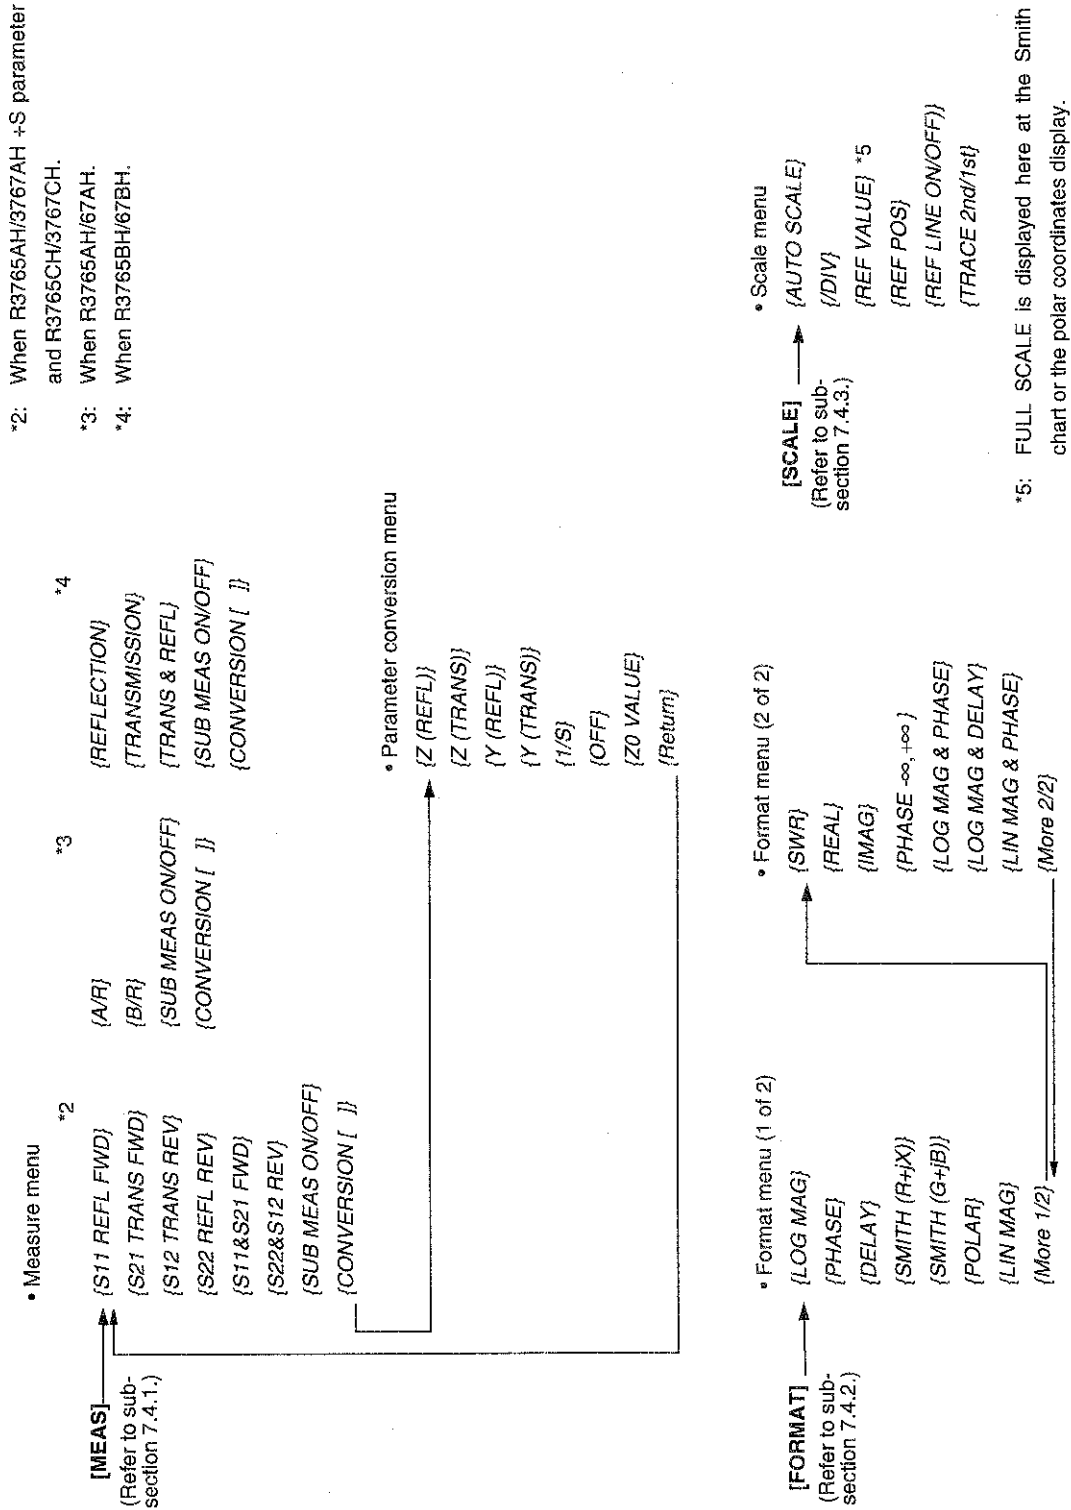 • Measure menu
[MEAS]
(Refer to sub-
section 7.4.1.)
*2
{S11 REFL FWD}
{S21 TRANS FWD}
{S12 TRANS REV}
{S22 REFL REV}
{S11&S21 FWD}
{S22&S12 REV}
{SUB MEAS ON/OFF}
{CONVERSION [ ]}
*3
{A/R}
{B/R}
{SUB MEAS ON/OFF}
{CONVERSION [ ]}
*4
{REFLECTION}
{TRANSMISSION}
{TRANS & REFL}
{SUB MEAS ON/OFF}
{CONVERSION [ ]}
*2: When R3765AH/3767AH +S parameter
and R3765CH/3767CH.
*3: When R3765AH/67AH.
*4: When R3765BH/67BH.
• Parameter conversion menu
{Z (REFL)}
{Z (TRANS)}
{Y (REFL)}
{Y (TRANS)}
{1/S}
{OFF}
{Z0 VALUE}
{Return}
[FORMAT]
(Refer to sub-
section 7.4.2.)
• Format menu (1 of 2)
{LOG MAG}
{PHASE}
{DELAY}
{SMITH (R+jX)}
{SMITH (G+jB)}
{POLAR}
{LIN MAG}
{More 1/2}
• Format menu (2 of 2)
{SWR}
{REAL}
{IMAG}
{PHASE -∞, +∞ }
{LOG MAG & PHASE}
{LOG MAG & DELAY}
{LIN MAG & PHASE}
{More 2/2}
[SCALE]
(Refer to sub-
section 7.4.3.)
• Scale menu
{AUTO SCALE}
{/DIV}
{REF VALUE} *5
{REF POS}
{REF LINE ON/OFF)}
{TRACE 2nd/1st}
*5: FULL SCALE is displayed here at the Smith
chart or the polar coordinates display.